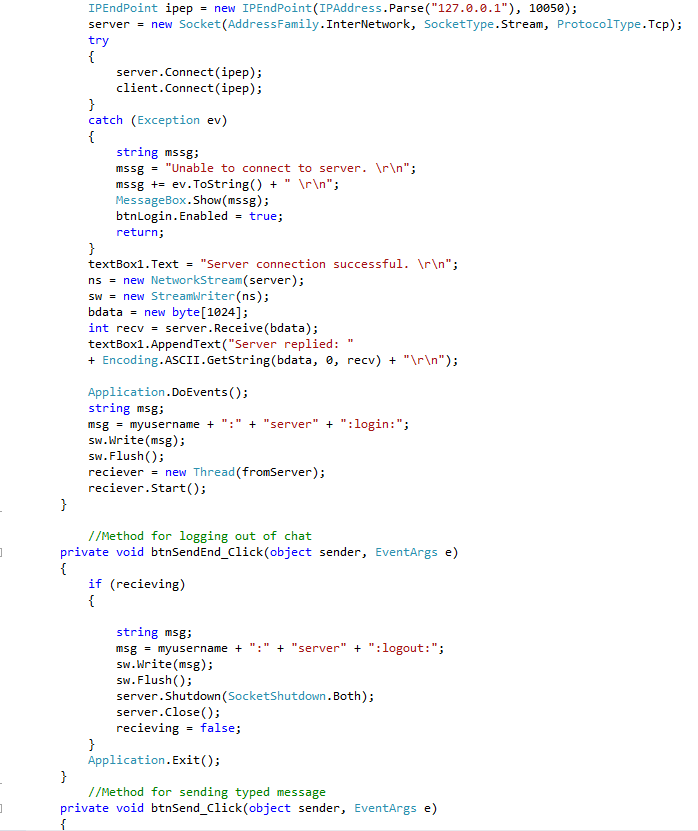 IPEndPoint ipep = new IPEndPoint(IPAddress.Parse("127.0.0.1"), 10050);
server = new Socket(AddressFamily.InterNetwork, SocketType.Stream, ProtocolType.Tcp);
try
{
server.Connect(ipep);
client.Connect(ipep);
}
catch (Exception ev)
{
string mssg;
mssg = "Unable to connect to server. \r\n";
mssg += ev.ToString() + " \r\n";
MessageBox.Show(mssg);
btnLogin.Enabled = true;
return;
}
textBox1.Text = "Server connection successful. \r\n";
ns = new NetworkStream(server);
sw = new StreamWriter(ns);
bdata = new byte[1024];
int recv = server.Receive(bdata);
textBox1.AppendText("Server replied: "
+ Encoding.ASCII.GetString(bdata, 0, recv) + "\r\n");
Application.DoEvents();
string msg;
msg = myusername + ":" + "server" + ":login:";
sw.Write(msg);
sw.Flush();
reciever = new Thread(fromServer);
reciever.Start();
}
//Method for logging out of chat
private void btnSendEnd_Click(object sender, EventArgs e)
{
if (recieving)
{
string msg;
msg = myusername + ":" + "server" + ":logout:";
sw.Write(msg);
sw.Flush();
server.Shutdown(SocketShutdown.Both);
server.Close();
recieving = false;
}
Application.Exit();
}
//Method for sending typed message
private void btnSend_Click(object sender, EventArgs e)
{